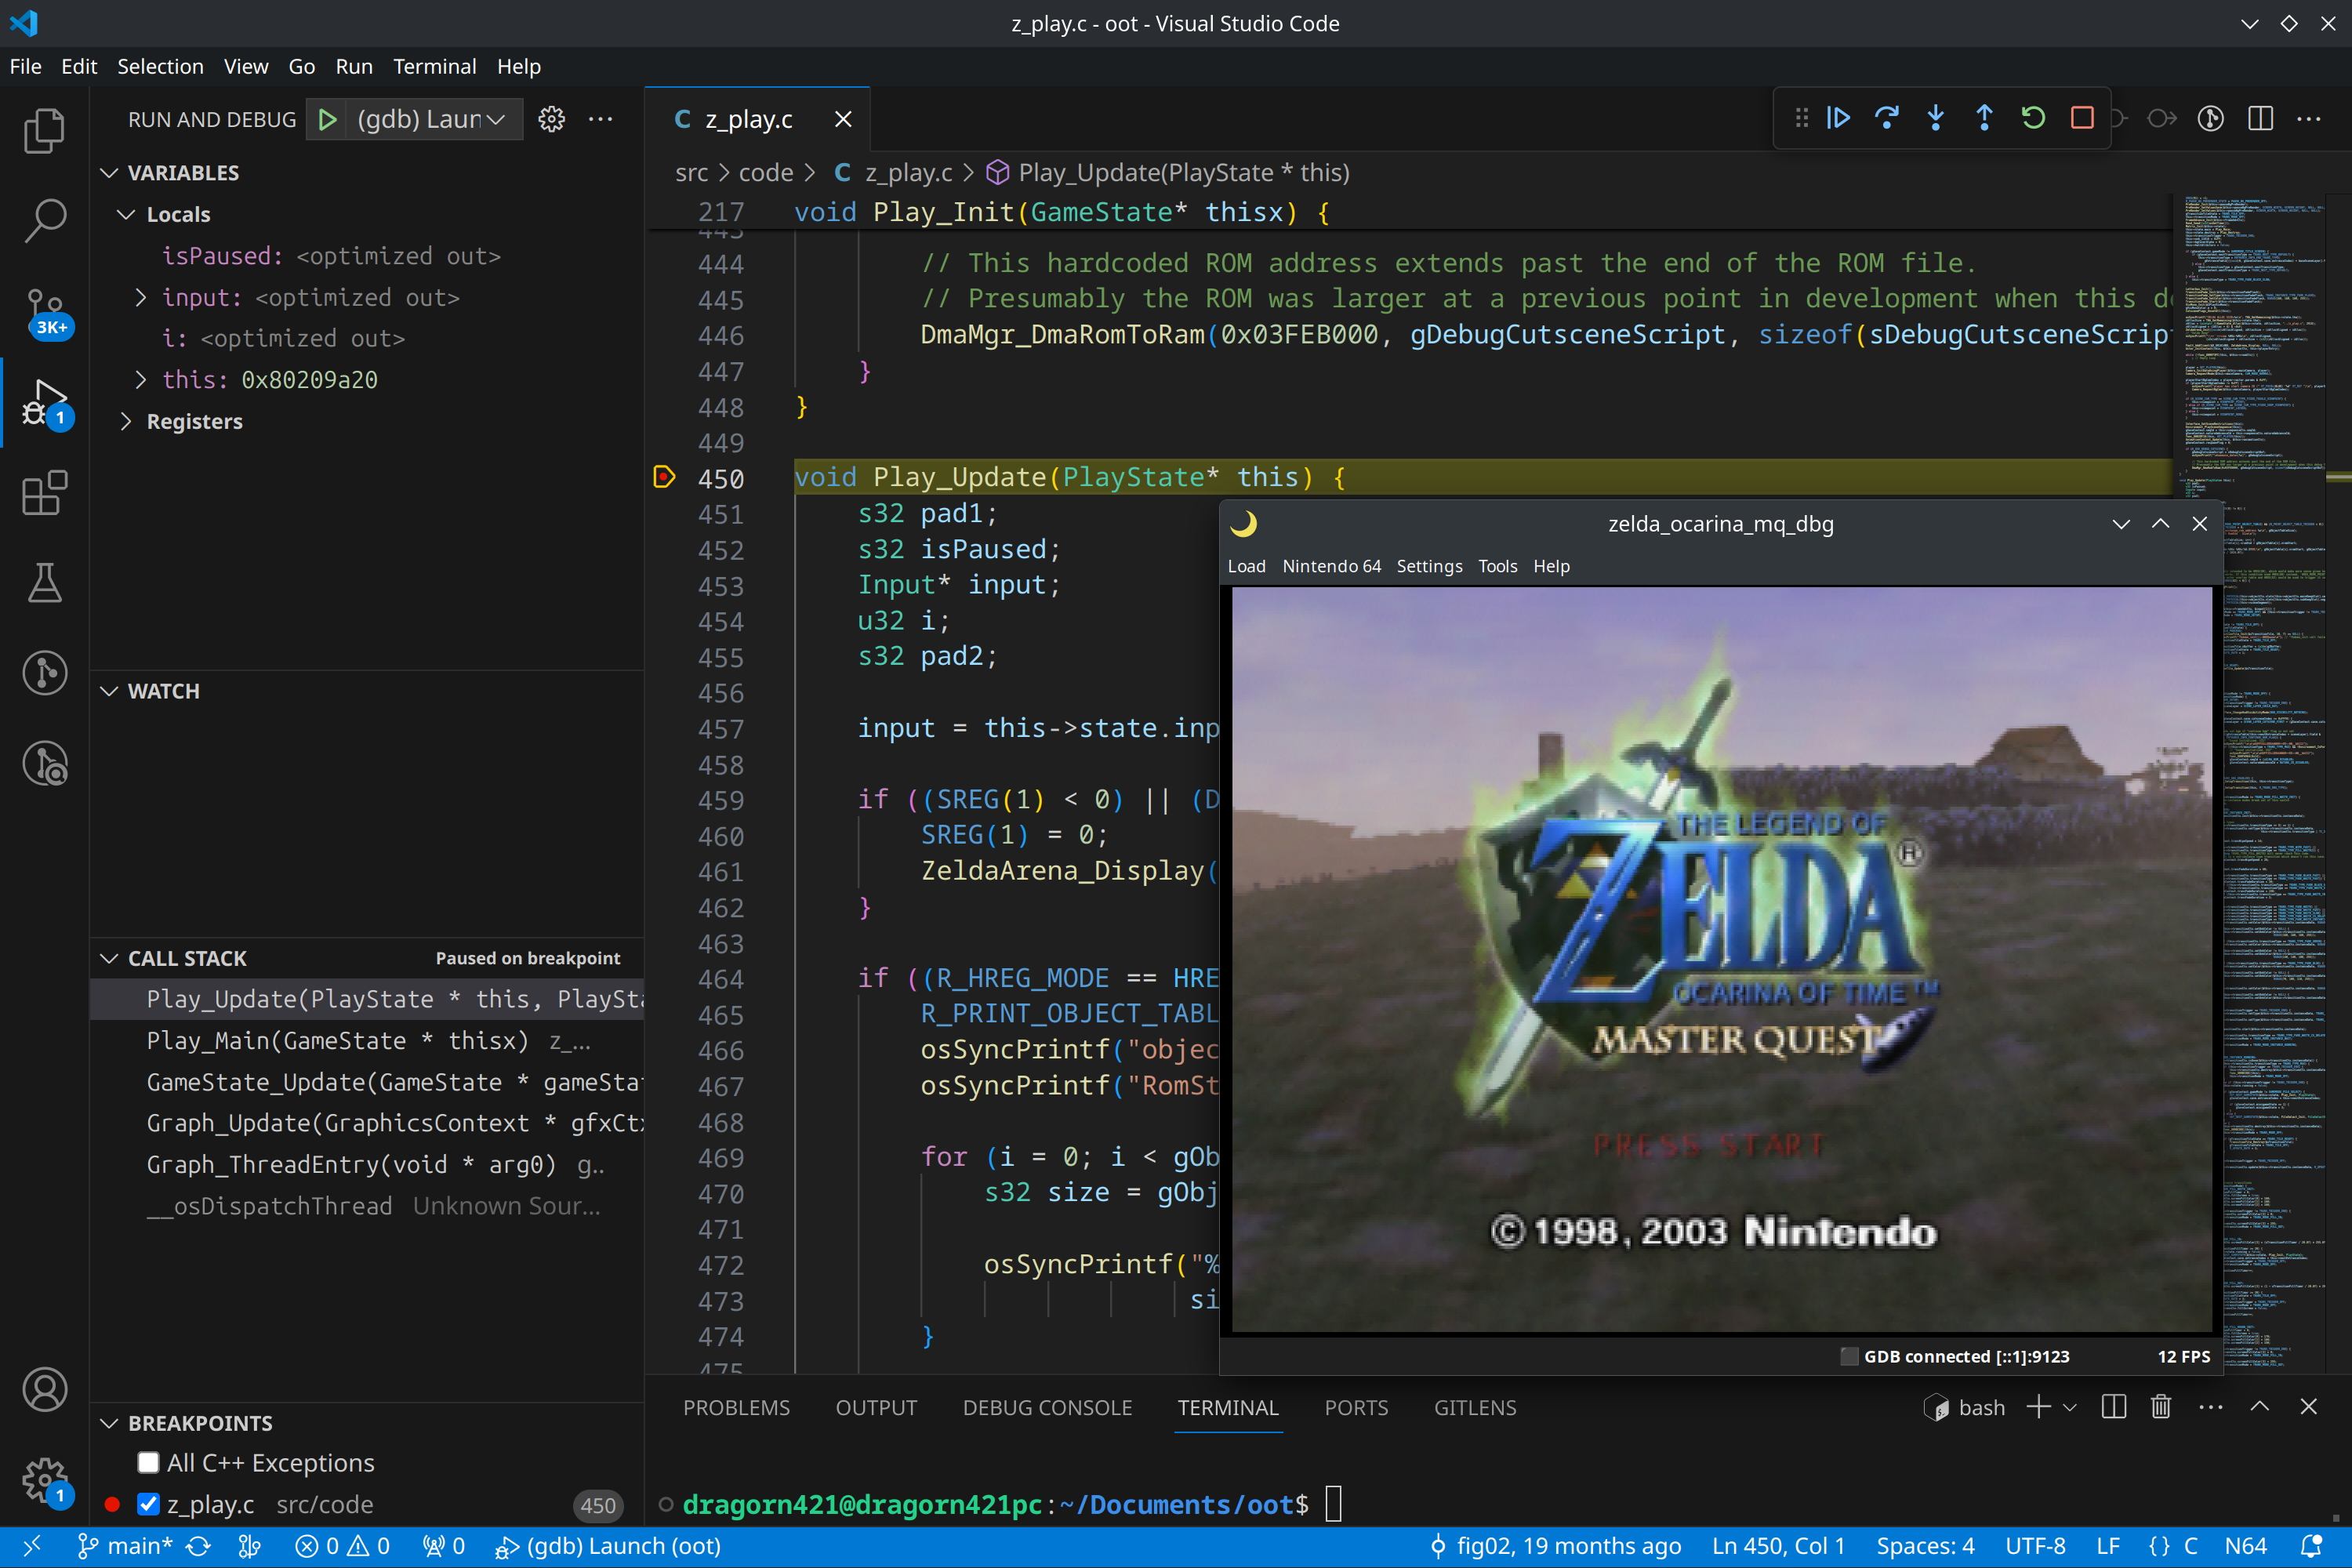 z_play.c - oot - Visual Studio Code
File Edit Selection View Go Run Terminal Help
RUN AND DEBUG (gdb) Laun
VARIABLES
Locals
isPaused: <optimized out>
input: <optimized out>
i: <optimized out>
this: 0x80209a20
Registers
WATCH
CALL STACK Paused on breakpoint
Play_Update(PlayState * this, PlaySta
Play_Main(GameState * thisx) z_...
GameState_Update(GameState * gameStat
Graph_Update(GraphicsContext * gfxCtx
Graph_ThreadEntry(void * arg0) g..
__osDispatchThread Unknown Sour...
BREAKPOINTS
All C++ Exceptions
z_play.c src/code 450
3K+
1
1
C z_play.c
src > code > C z_play.c > Play_Update(PlayState * this)
217 void Play_Init(GameState* thisx) {
443
444 // This hardcoded ROM address extends past the end of the ROM file.
445 // Presumably the ROM was larger at a previous point in development when this d
446 DmaMgr_DmaRomToRam(0x03FEB000, gDebugCutsceneScript, sizeof(sDebugCutsceneScrip
447 }
448 }
449
450 void Play_Update(PlayState* this) {
451 s32 pad1;
452 s32 isPaused;
453 Input* input;
454 u32 i;
455 s32 pad2;
456
457 input = this->state.inp
458
459 if ((SREG(1) < 0) || (D
460 SREG(1) = 0;
461 ZeldaArena_Display(
462 }
463
464 if ((R_HREG_MODE == HRE
465 R_PRINT_OBJECT_TABL
466 osSyncPrintf("objec
467 osSyncPrintf("RomSt
468
469 for (i = 0; i < gOb
470 s32 size = gObj
471
472 osSyncPrintf("%
473 si
474 }
475
zelda_ocarina_mq_dbg
Load Nintendo 64 Settings Tools Help
THE LEGEND OF
ZELDA ®
OCARINA OF TIME™
MASTER QUEST
PRESS START
© 1998, 2003 Nintendo
GDB connected [::1]:9123 12 FPS
PROBLEMS OUTPUT DEBUG CONSOLE TERMINAL PORTS GITLENS bash
dragorn421@dragorn421pc:~/Documents/oot$
main* 0 0 0 (gdb) Launch (oot) fig02, 19 months ago Ln 450, Col 1 Spaces: 4 UTF-8 LF {} C N64